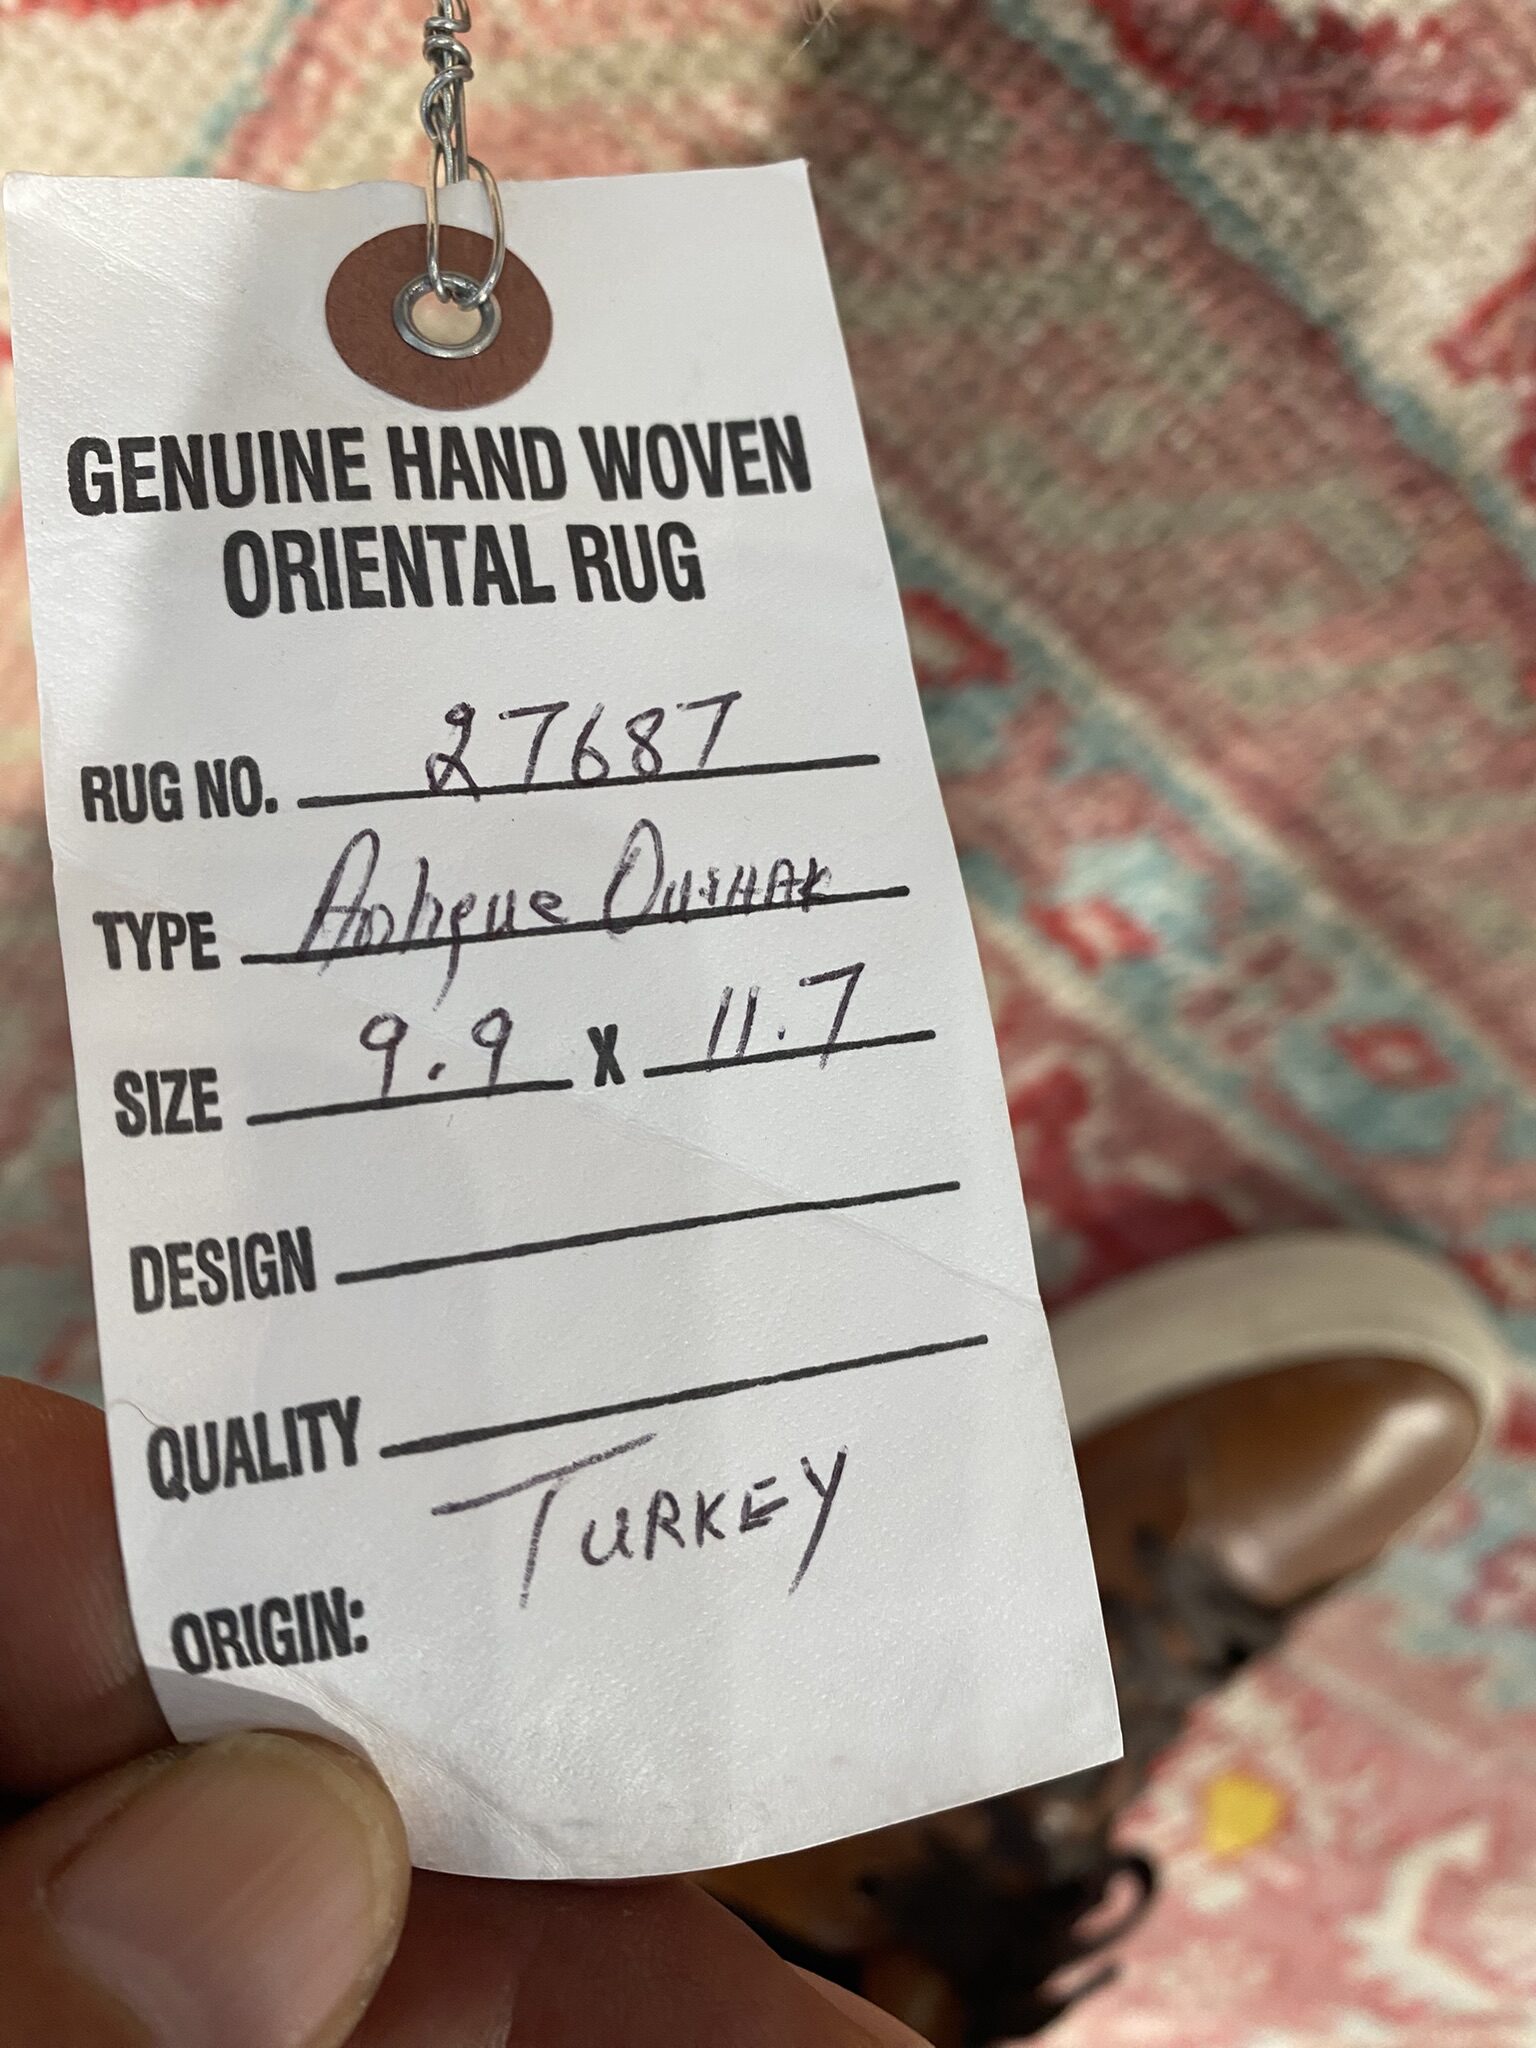 GENUINE HAND WOVEN
ORIENTAL RUG
RUG NO. 27687
TYPE Antique Oushak
SIZE 9.9 X 11.7
DESIGN
QUALITY
ORIGIN: TURKEY